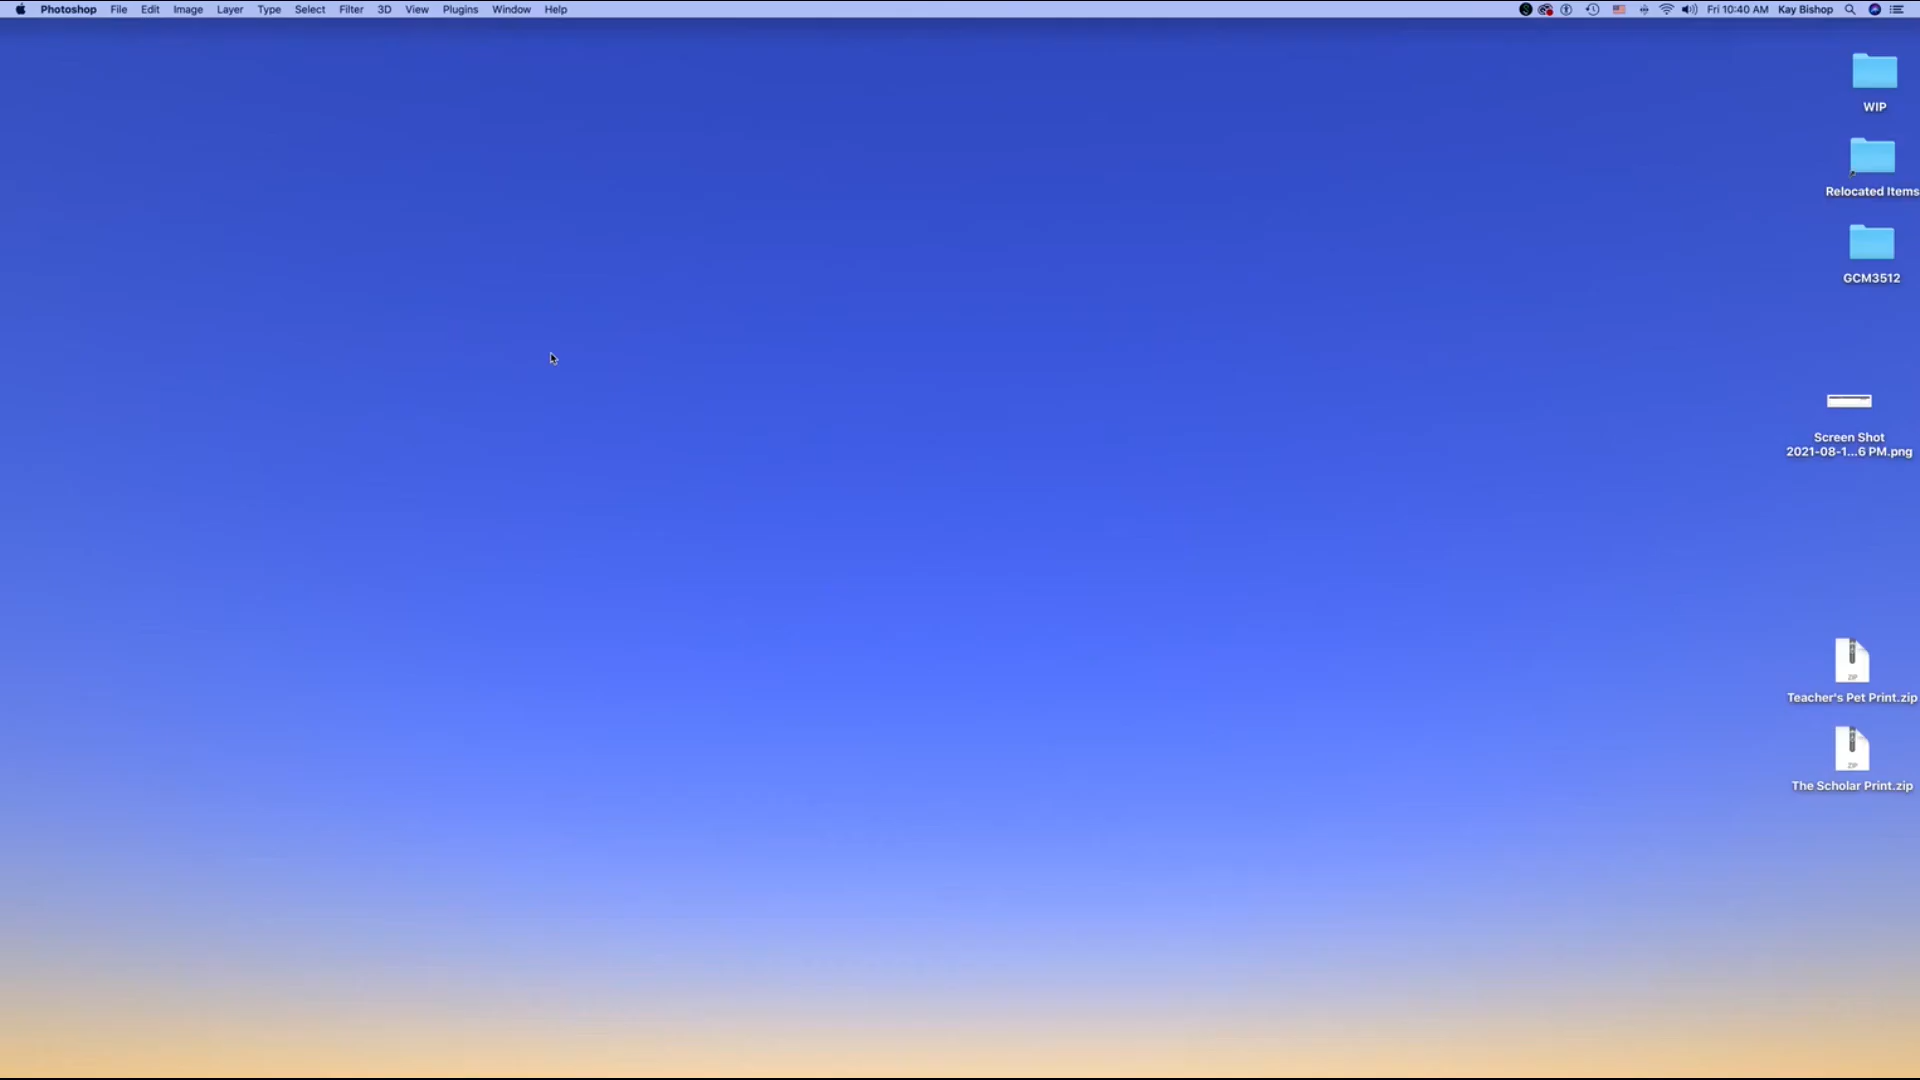 Photoshop File Edit Image Layer Type Select Filter 3D View Plugins Window Help Fri 10:40 AM Kay Bishop
WIP
Relocated Items
GCM3512
Screen Shot
2021-08-1...6 PM.png
ZIP
Teacher's Pet Print.zip
ZIP
The Scholar Print.zip